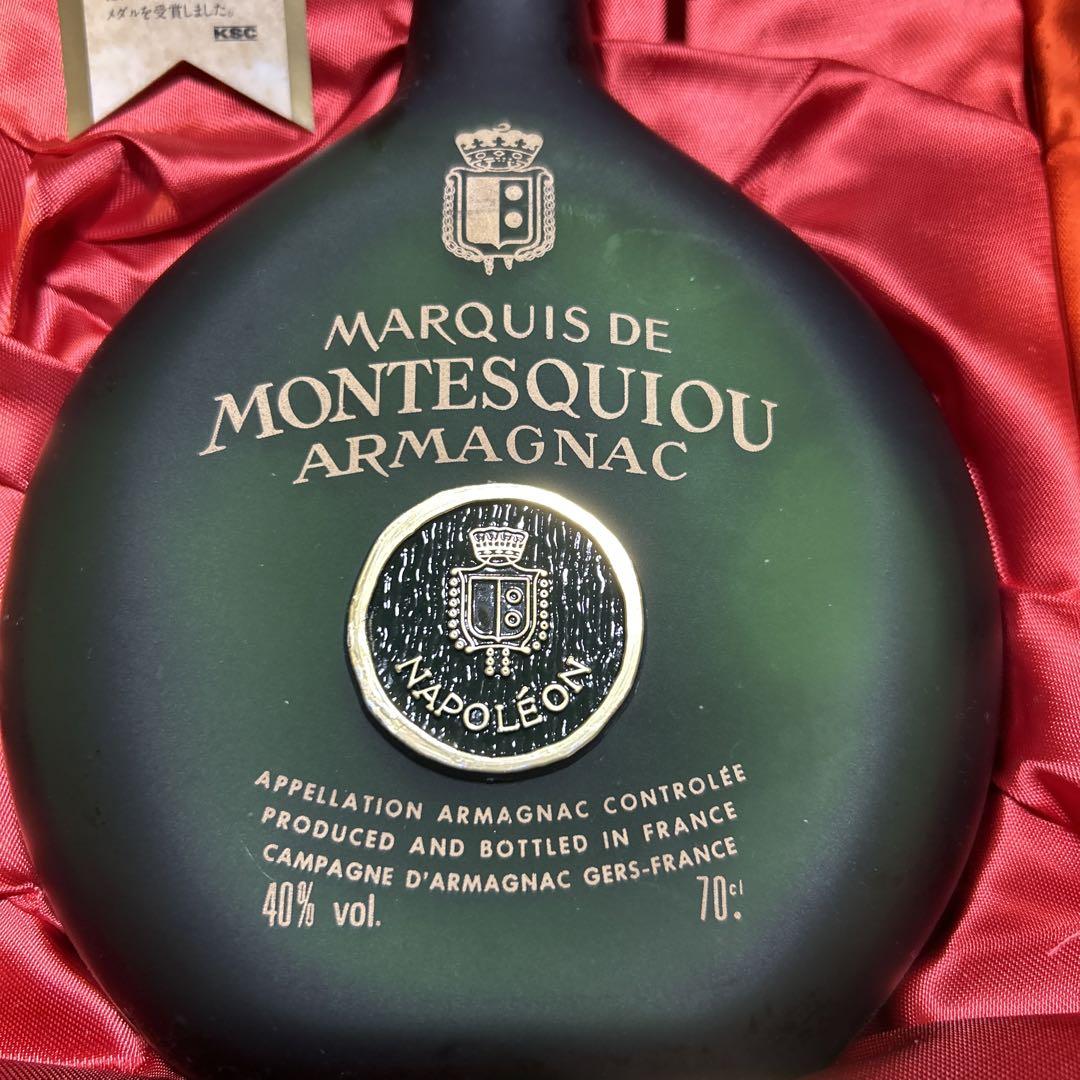 メダルを受賞しました。
KSC
MARQUIS DE
MONTESQUIOU
ARMAGNAC
NAPOLÉON
APPELLATION ARMAGNAC CONTROLÉE
PRODUCED AND BOTTLED IN FRANCE
CAMPAGNE D'ARMAGNAC GERS-FRANCE
40% vol. 70cl.